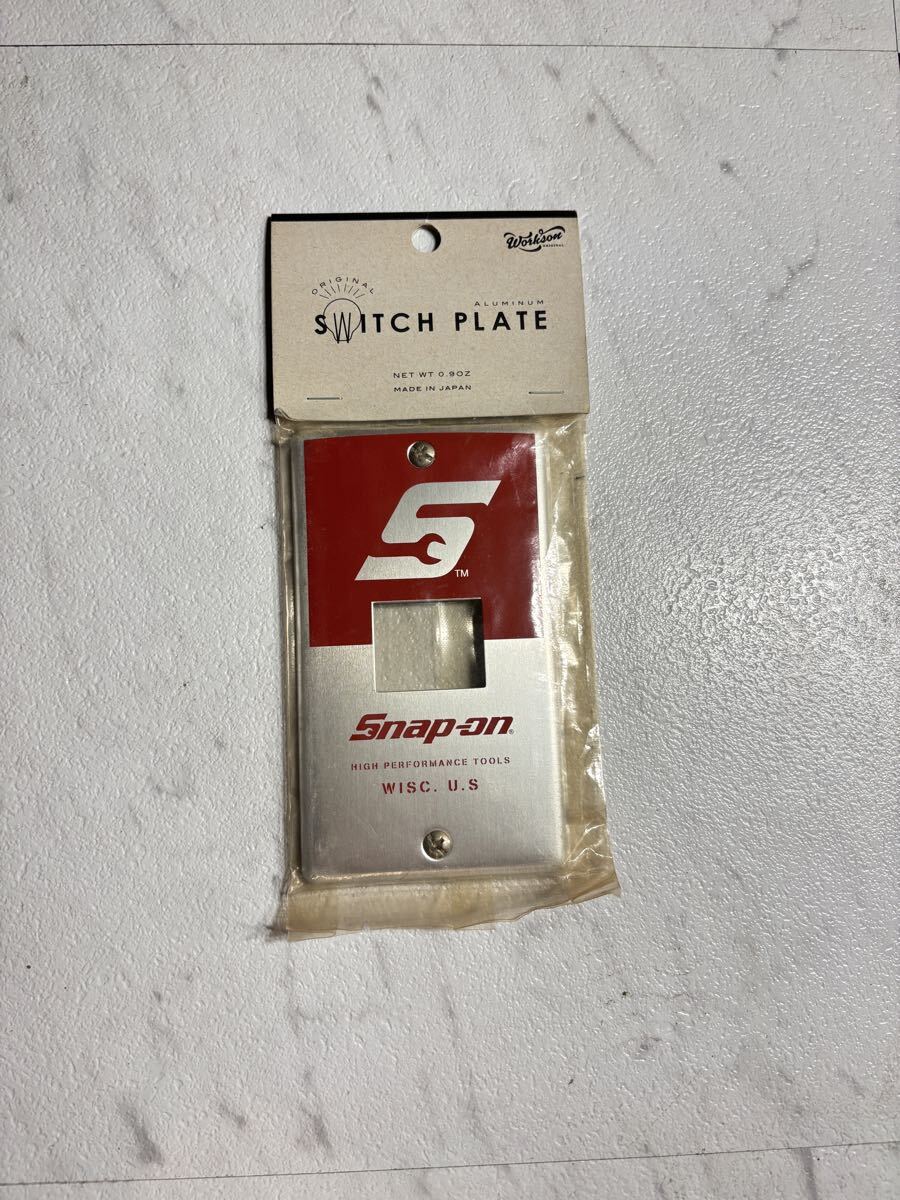 Workson
ORIGINAL
ORIGINAL
ALUMINUM
SWITCH PLATE
NET WT 0.9OZ
MADE IN JAPAN
S
TM
Snap-on®
HIGH PERFORMANCE TOOLS
WISC. U.S